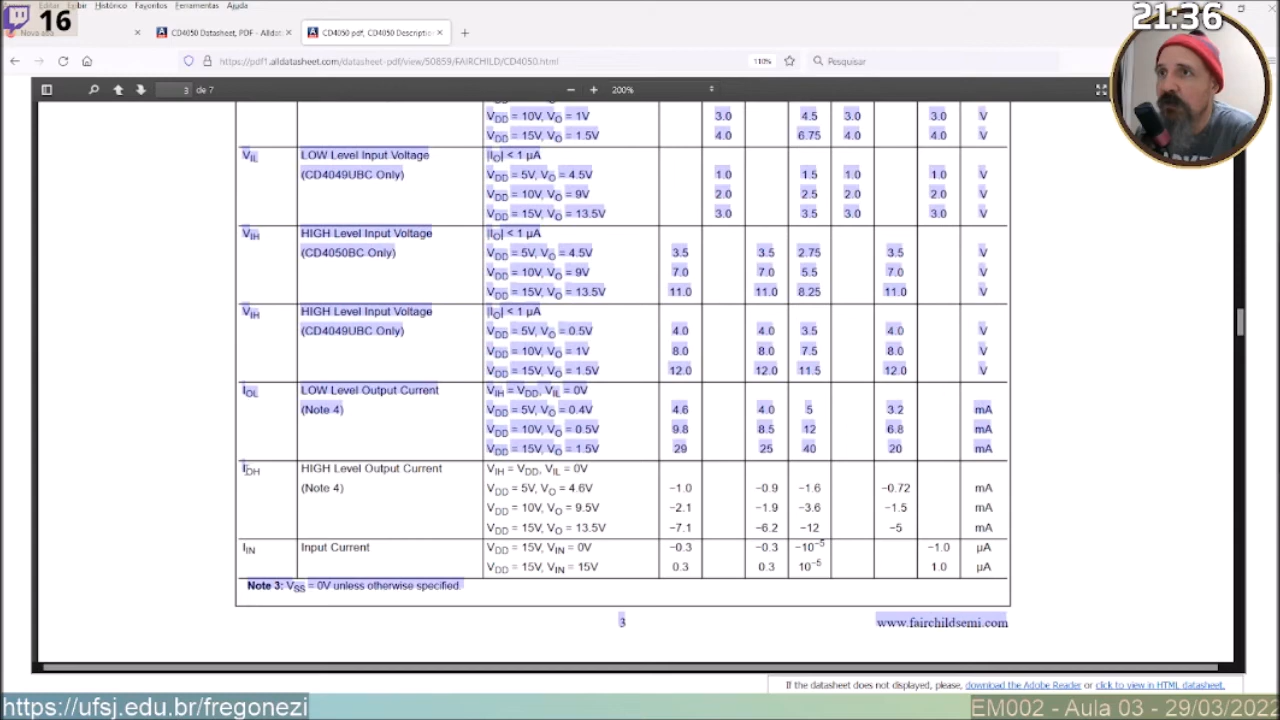 16
21:36
Editar Exibir Histórico Favoritos Ferramentas Ajuda
Nova aba × CD4050 Datasheet, PDF - Alldat × CD4050 pdf, CD4050 Descriptio × +
https://pdf1.alldatasheet.com/datasheet-pdf/view/50859/FAIRCHILD/CD4050.html 110% Pesquisar
3 de 7 − + 200%
VDD = 10V, VO = 1V 3.0 4.5 3.0 3.0 V
VDD = 15V, VO = 1.5V 4.0 6.75 4.0 4.0 V
VIL LOW Level Input Voltage |IO| < 1 μA
(CD4049UBC Only) VDD = 5V, VO = 4.5V 1.0 1.5 1.0 1.0 V
VDD = 10V, VO = 9V 2.0 2.5 2.0 2.0 V
VDD = 15V, VO = 13.5V 3.0 3.5 3.0 3.0 V
VIH HIGH Level Input Voltage |IO| < 1 μA
(CD4050BC Only) VDD = 5V, VO = 4.5V 3.5 3.5 2.75 3.5 V
VDD = 10V, VO = 9V 7.0 7.0 5.5 7.0 V
VDD = 15V, VO = 13.5V 11.0 11.0 8.25 11.0 V
VIH HIGH Level Input Voltage |IO| < 1 μA
(CD4049UBC Only) VDD = 5V, VO = 0.5V 4.0 4.0 3.5 4.0 V
VDD = 10V, VO = 1V 8.0 8.0 7.5 8.0 V
VDD = 15V, VO = 1.5V 12.0 12.0 11.5 12.0 V
IOL LOW Level Output Current VIH = VDD, VIL = 0V
(Note 4) VDD = 5V, VO = 0.4V 4.6 4.0 5 3.2 mA
VDD = 10V, VO = 0.5V 9.8 8.5 12 6.8 mA
VDD = 15V, VO = 1.5V 29 25 40 20 mA
IDH HIGH Level Output Current VIH = VDD, VIL = 0V
(Note 4) VDD = 5V, VO = 4.6V −1.0 −0.9 −1.6 −0.72 mA
VDD = 10V, VO = 9.5V −2.1 −1.9 −3.6 −1.5 mA
VDD = 15V, VO = 13.5V −7.1 −6.2 −12 −5 mA
IIN Input Current VDD = 15V, VIN = 0V −0.3 −0.3 −10⁻⁵ −1.0 μA
VDD = 15V, VIN = 15V 0.3 0.3 10⁻⁵ 1.0 μA
Note 3: VSS = 0V unless otherwise specified.
3 www.fairchildsemi.com
If the datasheet does not displayed, please, download the Adobe Reader or click to view in HTML datasheet.
https://ufsj.edu.br/fregonezi
EM002 - Aula 03 - 29/03/2022